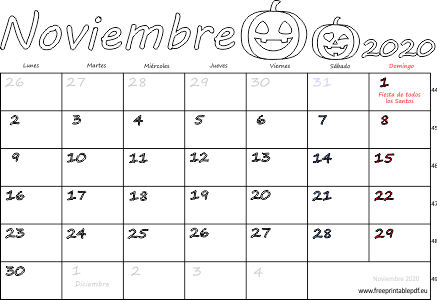 Noviembre 2020
Lunes Martes Miércoles Jueves Viernes Sábado Domingo
26 27 28 29 30 31 1 44
Fiesta de todos
los Santos
2 3 4 5 6 7 8 45
9 10 11 12 13 14 15 46
16 17 18 19 20 21 22 47
23 24 25 26 27 28 29 48
30 1 2 3 4 49
Diciembre
Noviembre 2020
www.freeprintablepdf.eu